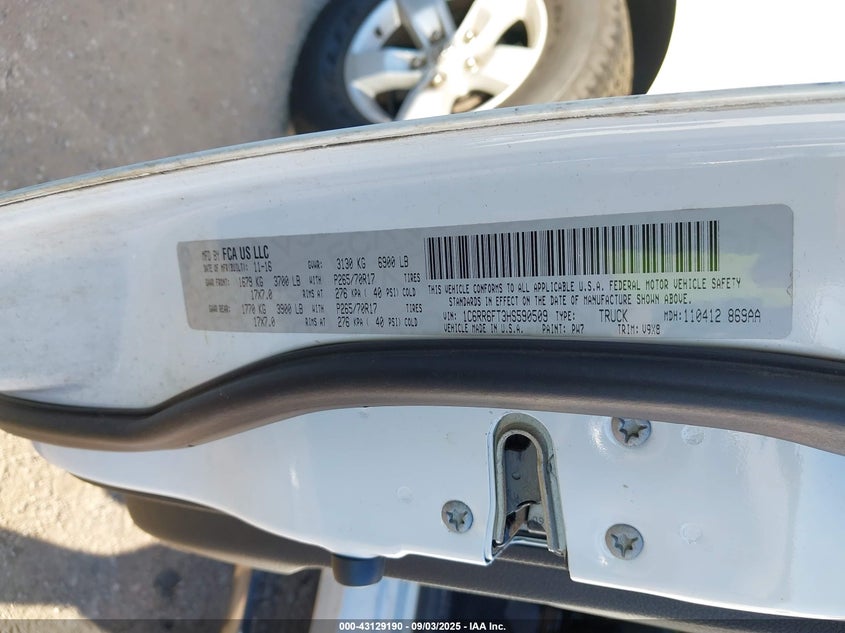 MFD BY FCA US LLC
DATE OF MFR(BUILT): 11-16 GVWR: 3130 KG 6900 LB
GAWR FRONT: 1679 KG 3700 LB WITH P265/70R17 TIRES
17X7.0 RIMS AT 276 KPA ( 40 PSI) COLD
GAWR REAR: 1770 KG 3900 LB WITH P265/70R17 TIRES
17X7.0 RIMS AT 276 KPA ( 40 PSI) COLD
THIS VEHICLE CONFORMS TO ALL APPLICABLE U.S.A. FEDERAL MOTOR VEHICLE SAFETY
STANDARDS IN EFFECT ON THE DATE OF MANUFACTURE SHOWN ABOVE.
VIN: 1C6RR6FT3HS590509 TYPE: TRUCK MDH: 110412 869AA
VEHICLE MADE IN U.S.A. PAINT: PW7 TRIM: V9X8
000-43129190 - 09/03/2025 - IAA Inc.